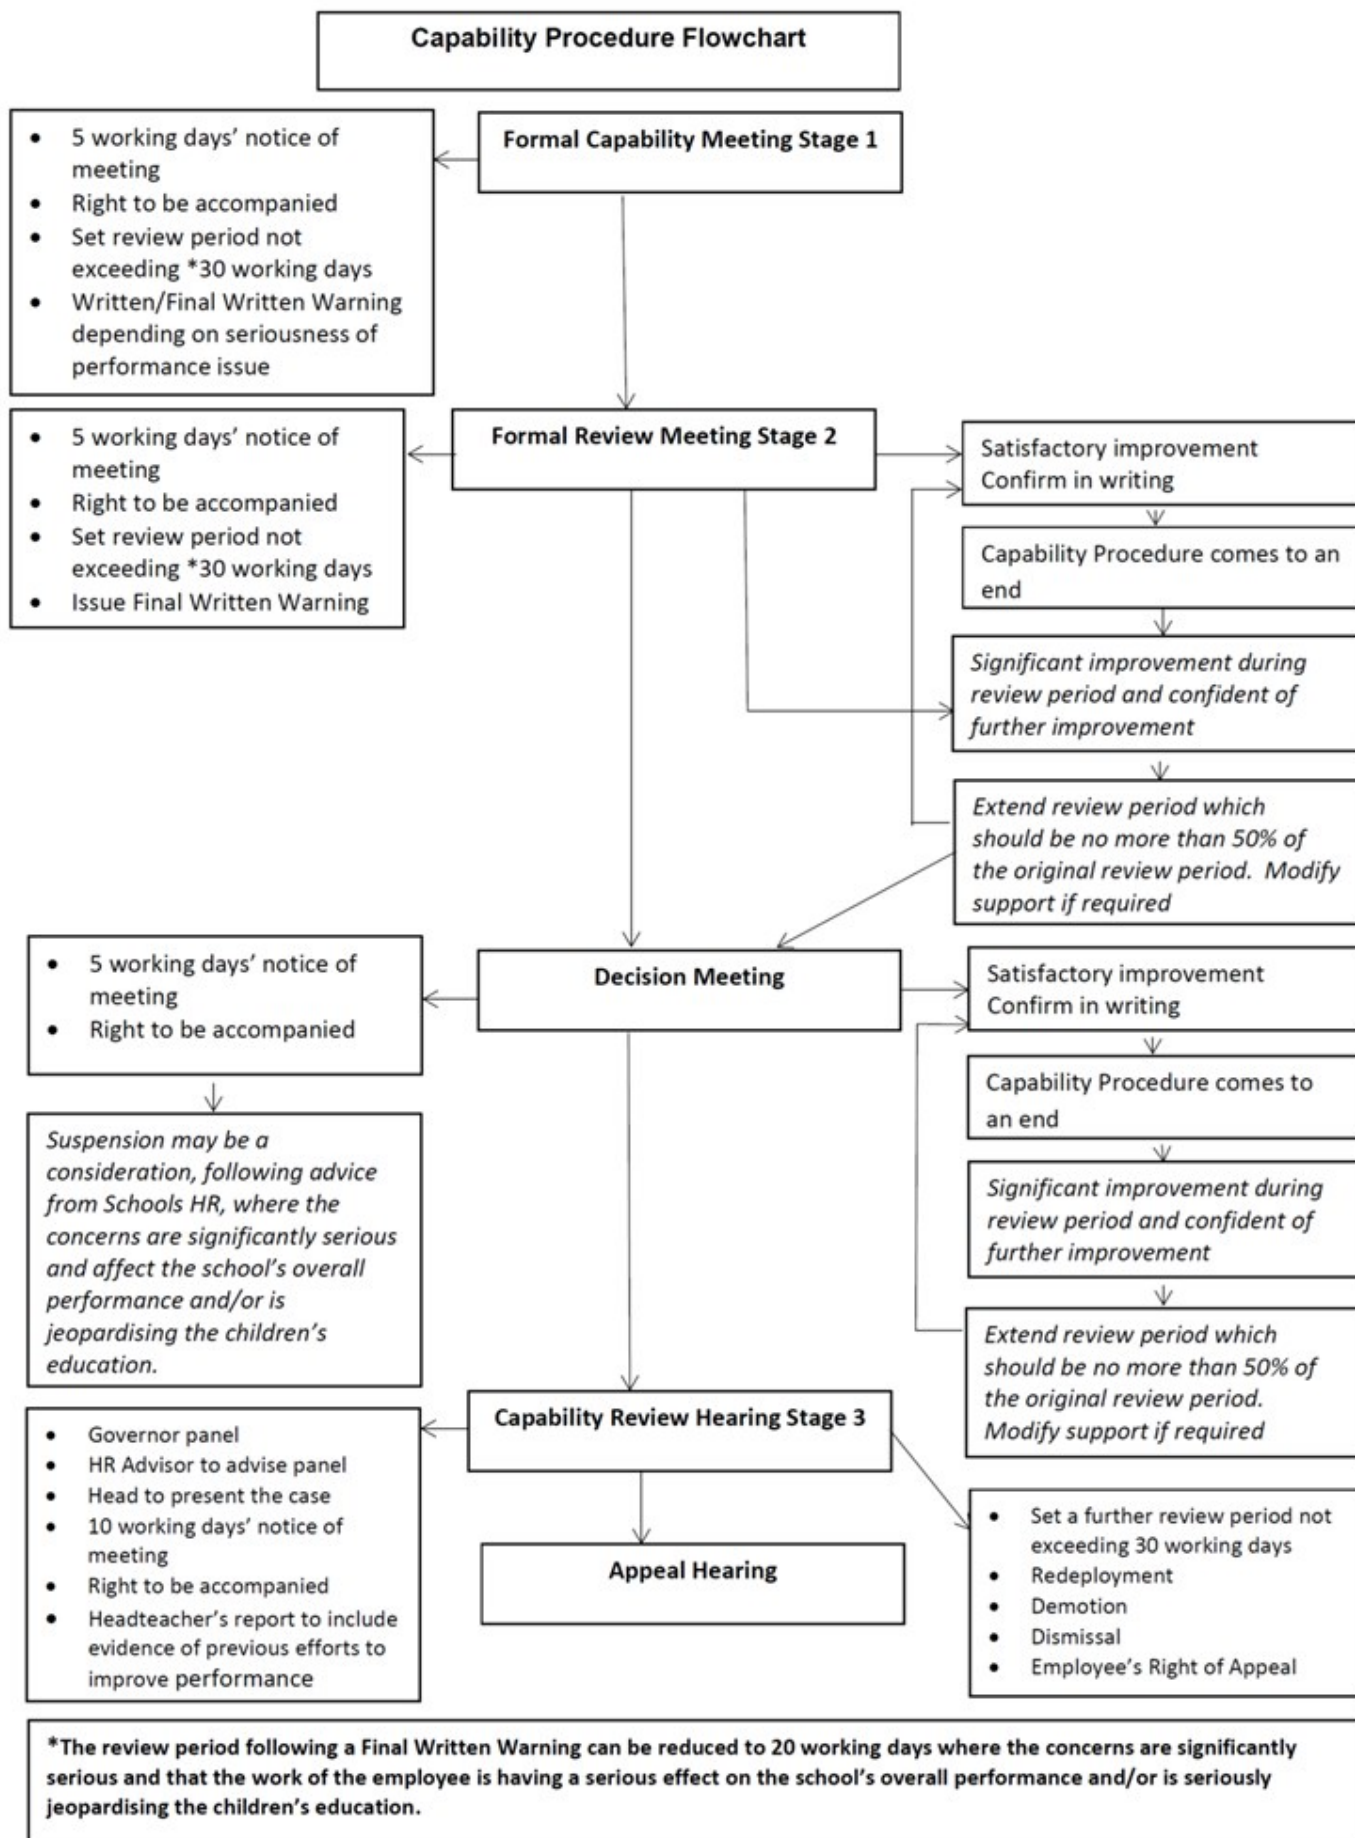 Capability Procedure Flowchart
Formal Capability Meeting Stage 1
• 5 working days’ notice of
meeting
• Right to be accompanied
• Set review period not
exceeding *30 working days
• Written/Final Written Warning
depending on seriousness of
performance issue
Formal Review Meeting Stage 2
• 5 working days’ notice of
meeting
• Right to be accompanied
• Set review period not
exceeding *30 working days
• Issue Final Written Warning
Satisfactory improvement
Confirm in writing
Capability Procedure comes to an
end
Significant improvement during
review period and confident of
further improvement
Extend review period which
should be no more than 50% of
the original review period.  Modify
support if required
Decision Meeting
• 5 working days’ notice of
meeting
• Right to be accompanied
Suspension may be a
consideration, following advice
from Schools HR, where the
concerns are significantly serious
and affect the school’s overall
performance and/or is
jeopardising the children’s
education.
Satisfactory improvement
Confirm in writing
Capability Procedure comes to
an end
Significant improvement during
review period and confident of
further improvement
Extend review period which
should be no more than 50% of
the original review period.
Modify support if required
Capability Review Hearing Stage 3
• Governor panel
• HR Advisor to advise panel
• Head to present the case
• 10 working days’ notice of
meeting
• Right to be accompanied
• Headteacher’s report to include
evidence of previous efforts to
improve performance
• Set a further review period not
exceeding 30 working days
• Redeployment
• Demotion
• Dismissal
• Employee’s Right of Appeal
Appeal Hearing
*The review period following a Final Written Warning can be reduced to 20 working days where the concerns are significantly
serious and that the work of the employee is having a serious effect on the school’s overall performance and/or is seriously
jeopardising the children’s education.